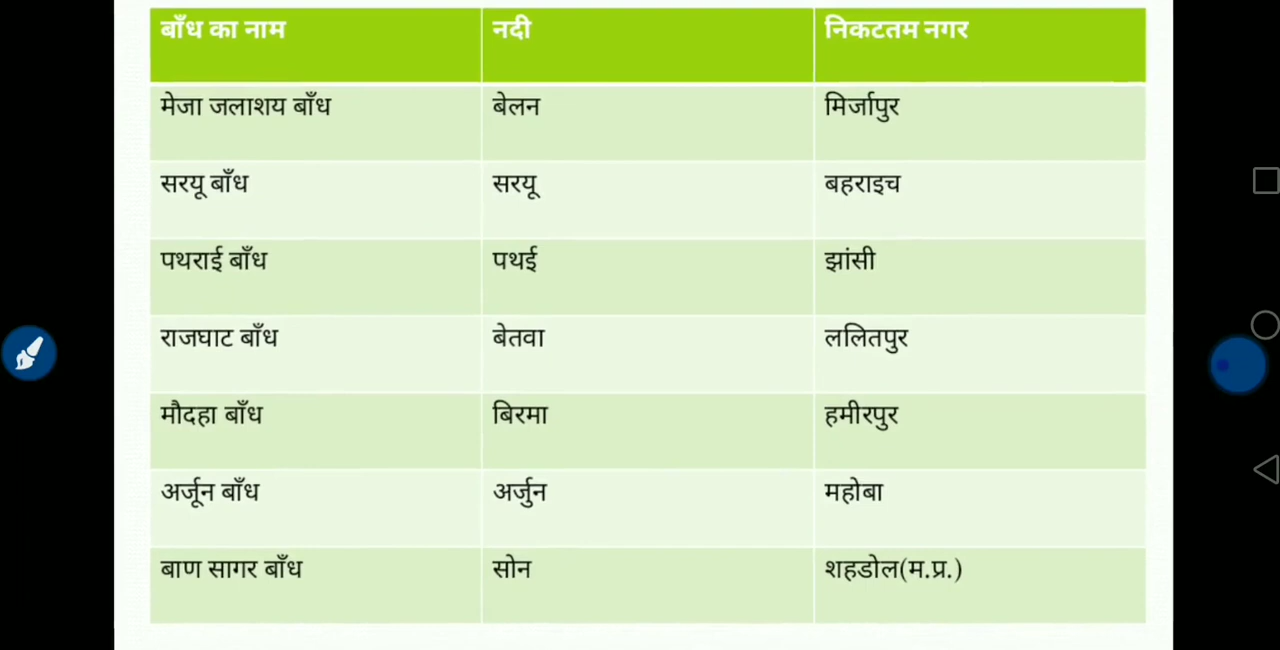 बाँध का नाम नदी निकटतम नगर
मेजा जलाशय बाँध बेलन मिर्जापुर
सरयू बाँध सरयू बहराइच
पथराई बाँध पथई झांसी
राजघाट बाँध बेतवा ललितपुर
मौदहा बाँध बिरमा हमीरपुर
अर्जून बाँध अर्जुन महोबा
बाण सागर बाँध सोन शहडोल(म.प्र.)